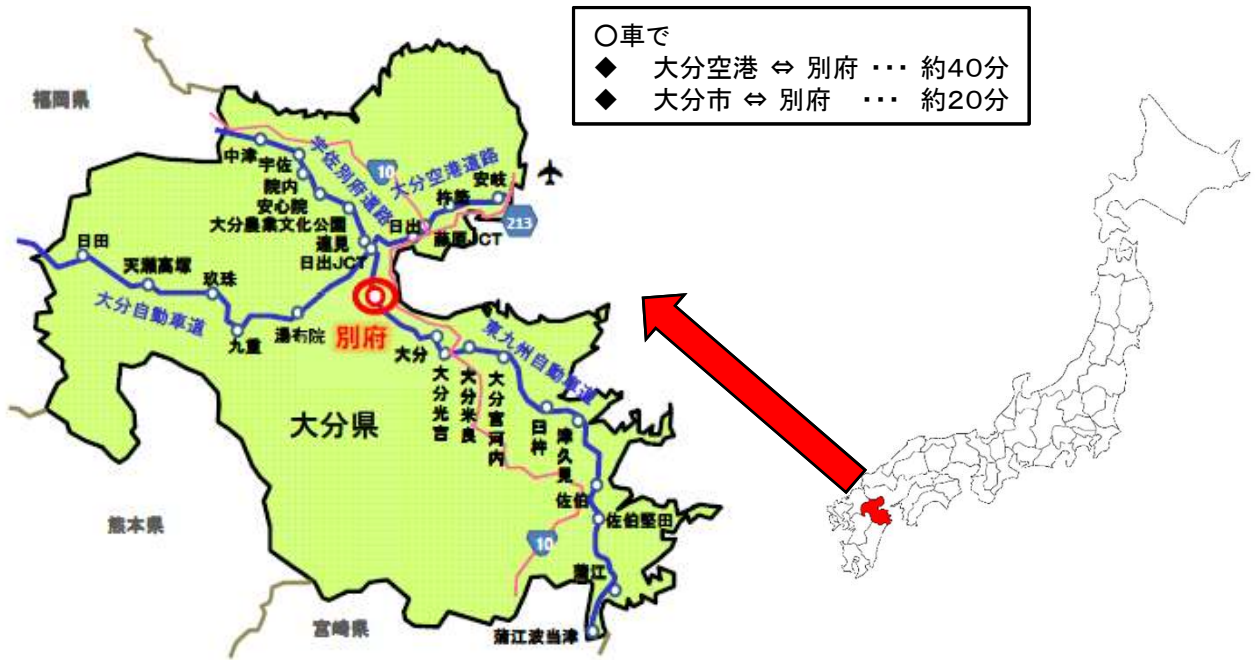 ○車で
◆ 大分空港 ⇔ 別府 ･･･ 約40分
◆ 大分市 ⇔ 別府 ･･･ 約20分
福岡県
中津
宇佐
院内
安心院
大分農業文化公園
速見
日出JCT
宇佐別府道路
10
大分空港道路
安岐
杵築
日出
藤原JCT
213
日田
天瀬高塚
玖珠
大分自動車道
九重
湯布院
別府
大分
大分光吉
大分米良
大分宮河内
東九州自動車道
臼杵
津久見
大分県
佐伯
佐伯堅田
熊本県
10
蒲江
宮崎県
蒲江波当津